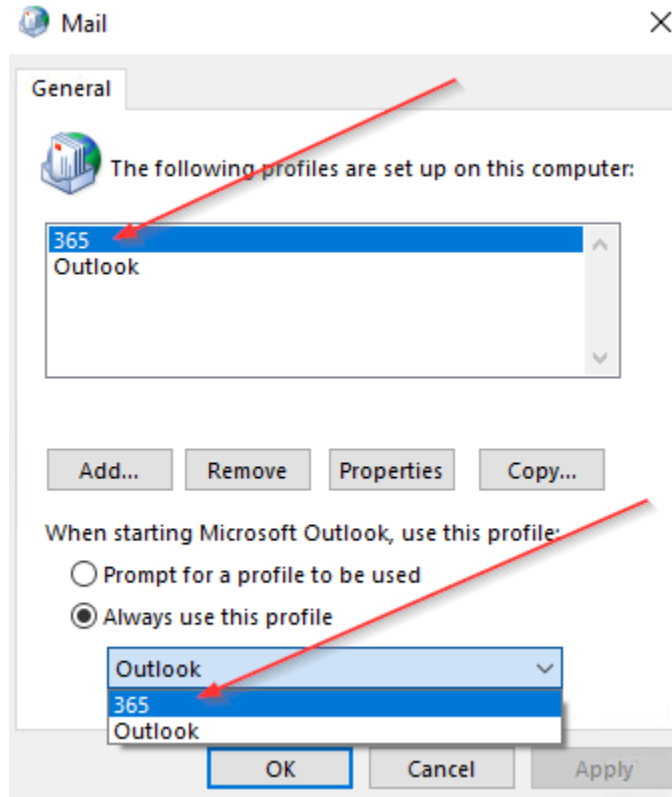 Mail
General
The following profiles are set up on this computer:
365
Outlook
Add...
Remove
Properties
Copy...
When starting Microsoft Outlook, use this profile:
Prompt for a profile to be used
Always use this profile
Outlook
365
Outlook
OK
Cancel
Apply